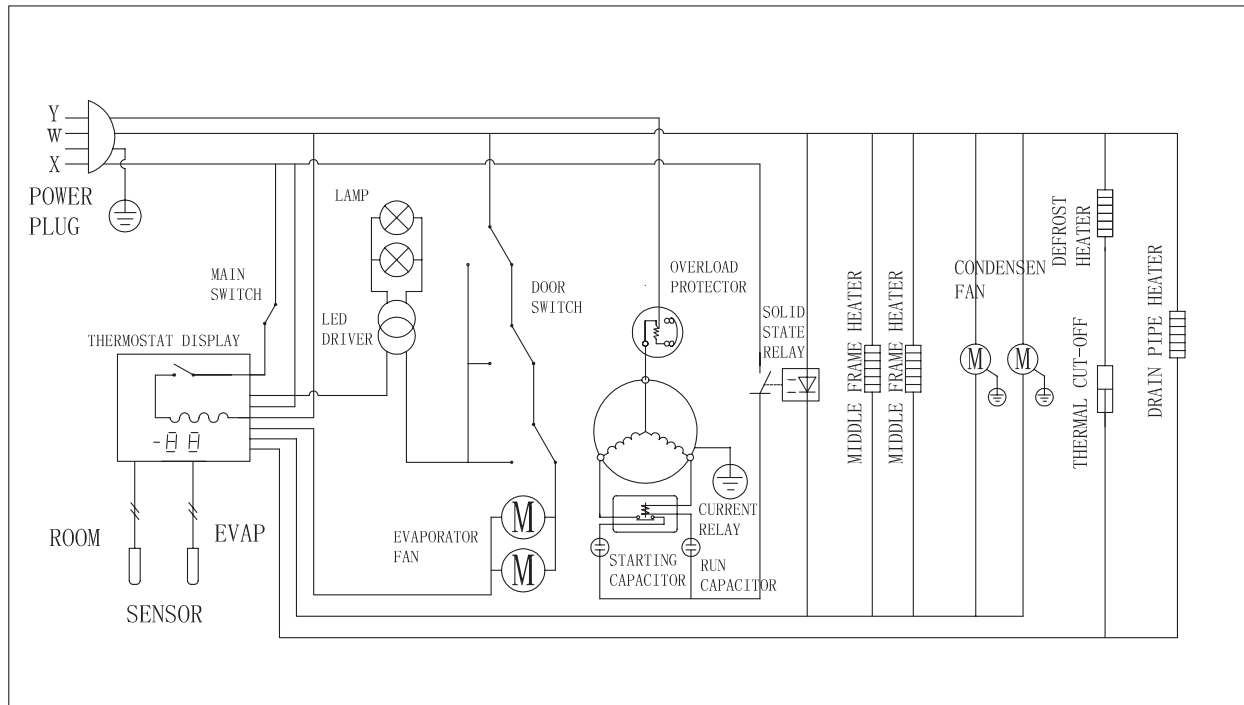 Y
W
X
POWER
PLUG
LAMP
MAIN
SWITCH
LED
DRIVER
THERMOSTAT DISPLAY
-88
ROOM
EVAP
SENSOR
DOOR
SWITCH
EVAPORATOR
FAN
M
M
OVERLOAD
PROTECTOR
SOLID
STATE
RELAY
CURRENT
RELAY
STARTING
CAPACITOR
RUN
CAPACITOR
MIDDLE FRAME HEATER
MIDDLE FRAME HEATER
CONDENSEN
FAN
M
M
DEFROST
HEATER
THERMAL CUT-OFF
DRAIN PIPE HEATER